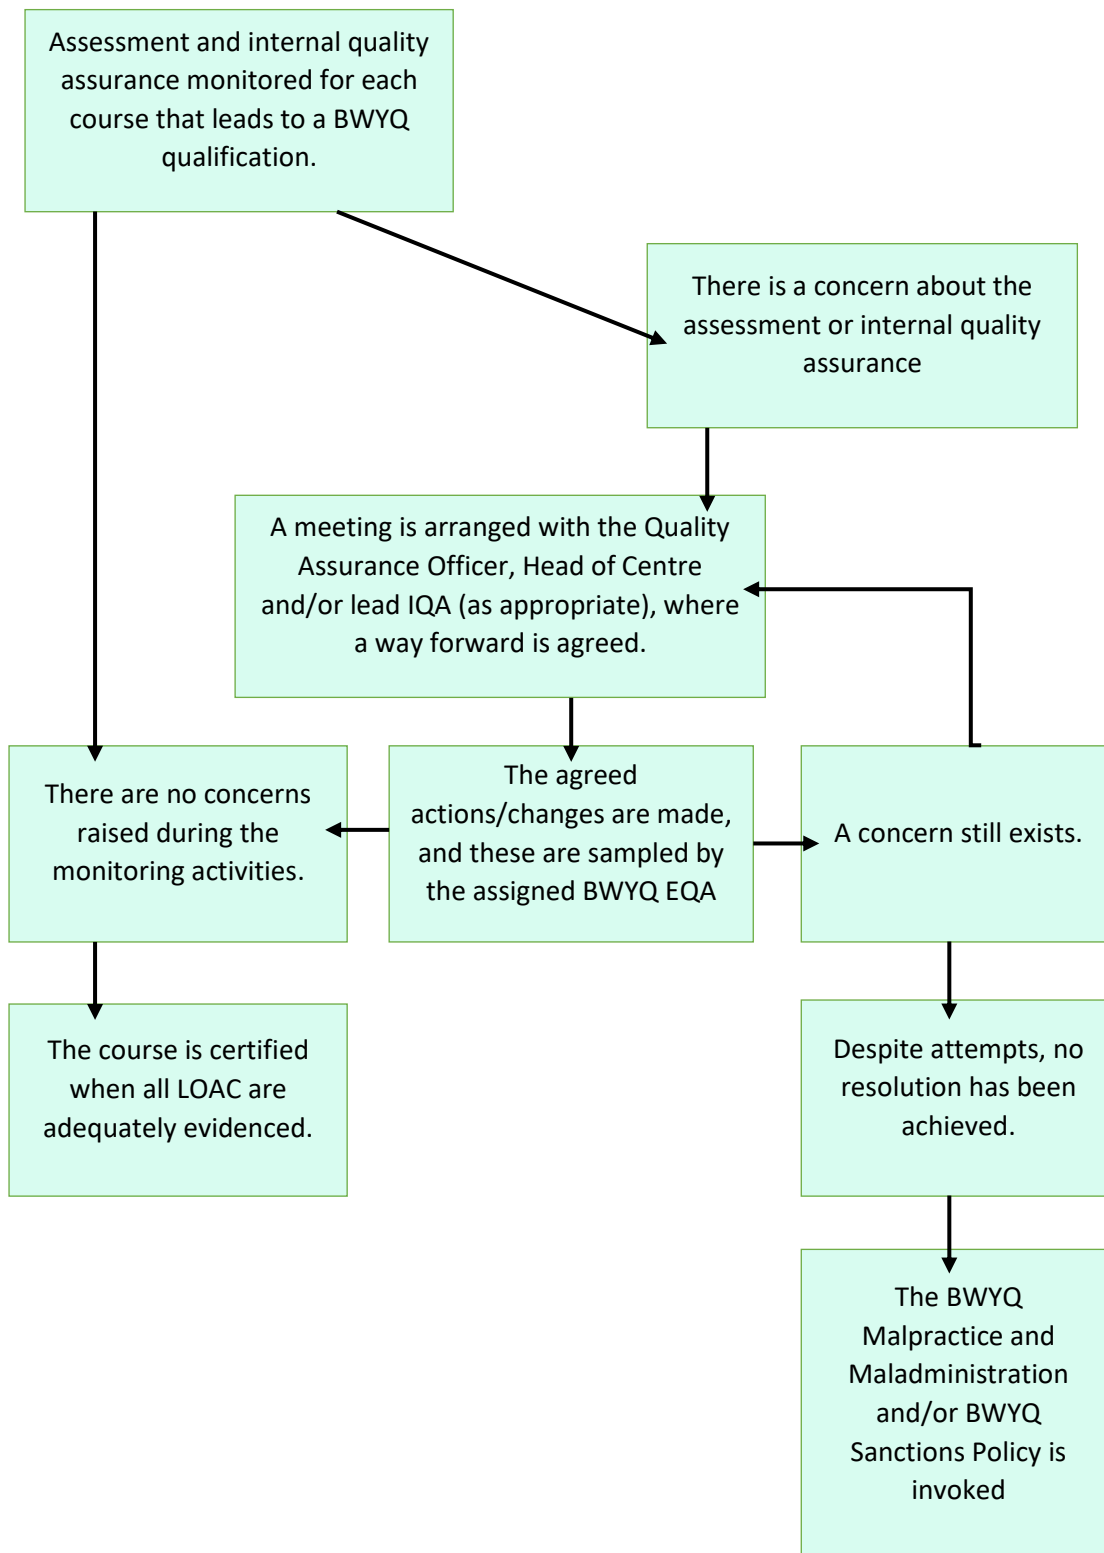 Assessment and internal quality
assurance monitored for each
course that leads to a BWYQ
qualification.
There is a concern about the
assessment or internal quality
assurance
A meeting is arranged with the Quality
Assurance Officer, Head of Centre
and/or lead IQA (as appropriate), where
a way forward is agreed.
There are no concerns
raised during the
monitoring activities.
The agreed
actions/changes are made,
and these are sampled by
the assigned BWYQ EQA
A concern still exists.
The course is certified
when all LOAC are
adequately evidenced.
Despite attempts, no
resolution has been
achieved.
The BWYQ
Malpractice and
Maladministration
and/or BWYQ
Sanctions Policy is
invoked